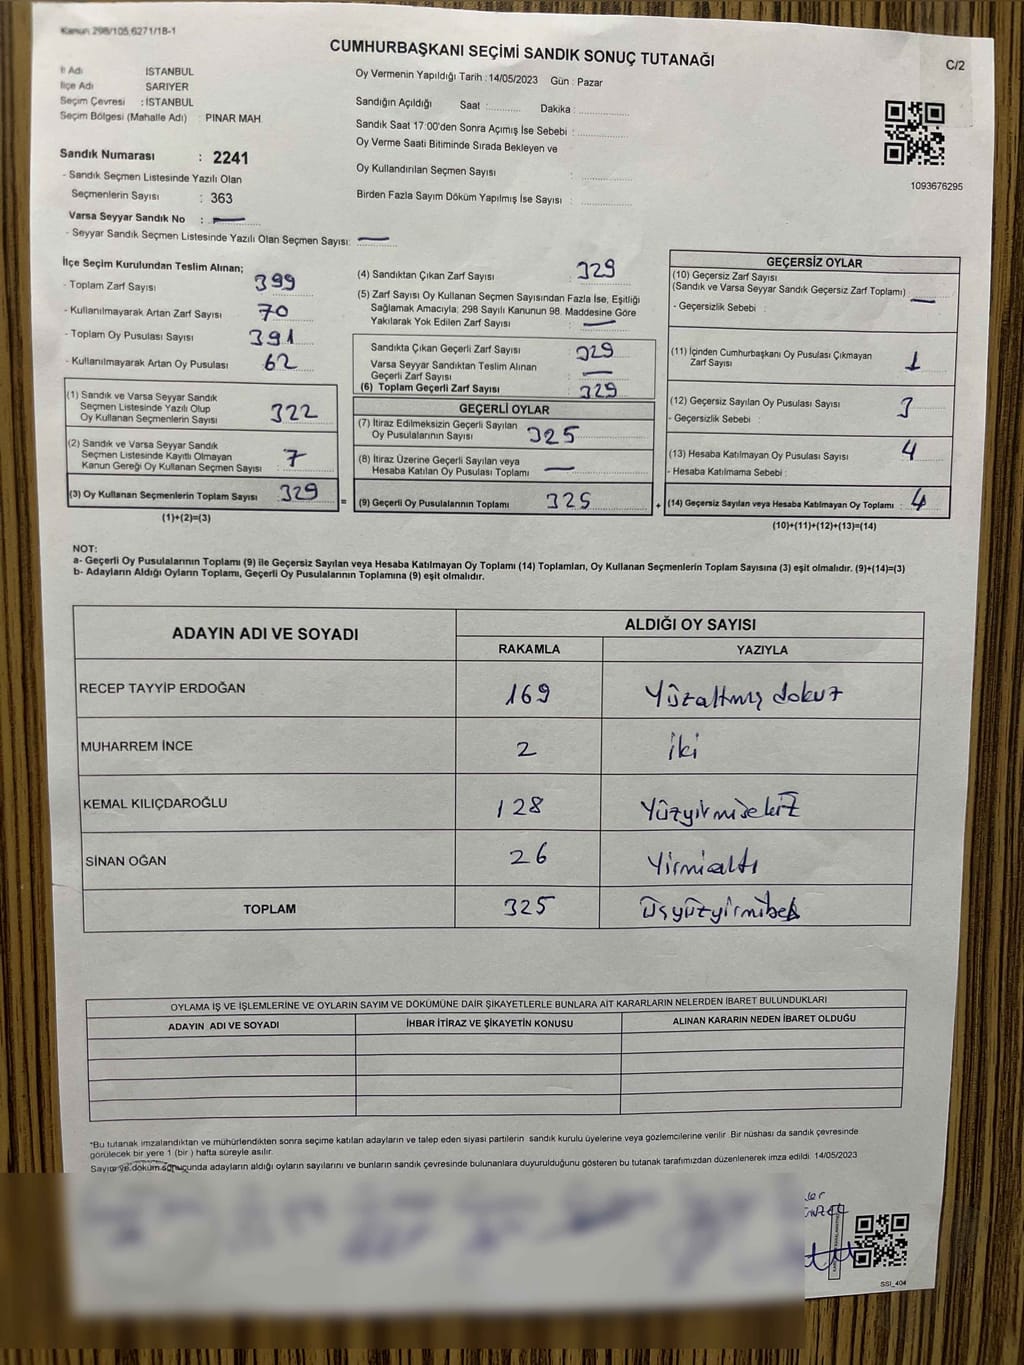 Kanun 298/105,6271/18-1
CUMHURBAŞKANI SEÇİMİ SANDIK SONUÇ TUTANAĞI
C/2
İl Adı İSTANBUL
İlçe Adı SARIYER
Seçim Çevresi : İSTANBUL
Seçim Bölgesi (Mahalle Adı) : PINAR MAH.
Oy Vermenin Yapıldığı Tarih : 14/05/2023 Gün : Pazar
Sandığın Açıldığı Saat :........... Dakika :...................
Sandık Saat 17:00'den Sonra Açımış İse Sebebi :
Oy Verme Saati Bitiminde Sırada Bekleyen ve
Oy Kullandırılan Seçmen Sayısı :
Birden Fazla Sayım Döküm Yapılmış İse Sayısı :
1093676295
Sandık Numarası : 2241
- Sandık Seçmen Listesinde Yazılı Olan
Seçmenlerin Sayısı : 363
Varsa Seyyar Sandık No : —
- Seyyar Sandık Seçmen Listesinde Yazılı Olan Seçmen Sayısı: —
İlçe Seçim Kurulundan Teslim Alınan;
- Toplam Zarf Sayısı 399
- Kullanılmayarak Artan Zarf Sayısı 70
- Toplam Oy Pusulası Sayısı 391
- Kullanılmayarak Artan Oy Pusulası 62
(1) Sandık ve Varsa Seyyar Sandık
Seçmen Listesinde Yazılı Olup
Oy Kullanan Seçmenlerin Sayısı : 322
(2) Sandık ve Varsa Seyyar Sandık
Seçmen Listesinde Kayıtlı Olmayan
Kanun Gereği Oy Kullanan Seçmen Sayısı : 7
(3) Oy Kullanan Seçmenlerin Toplam Sayısı : 329
(1)+(2)=(3)
(4) Sandıktan Çıkan Zarf Sayısı : 329
(5) Zarf Sayısı Oy Kullanan Seçmen Sayısından Fazla İse, Eşitliği
Sağlamak Amacıyla; 298 Sayılı Kanunun 98. Maddesine Göre
Yakılarak Yok Edilen Zarf Sayısı : —
Sandıkta Çıkan Geçerli Zarf Sayısı : 329
Varsa Seyyar Sandıktan Teslim Alınan
Geçerli Zarf Sayısı : —
(6) Toplam Geçerli Zarf Sayısı : 329
GEÇERLİ OYLAR
(7) İtiraz Edilmeksizin Geçerli Sayılan
Oy Pusulalarının Sayısı : 325
(8) İtiraz Üzerine Geçerli Sayılan veya
Hesaba Katılan Oy Pusulası Toplamı : —
= (9) Geçerli Oy Pusulalarının Toplamı : 325 +
GEÇERSİZ OYLAR
(10) Geçersiz Zarf Sayısı
(Sandık ve Varsa Seyyar Sandık Geçersiz Zarf Toplamı) —
- Geçersizlik Sebebi :
(11) İçinden Cumhurbaşkanı Oy Pusulası Çıkmayan
Zarf Sayısı 1
(12) Geçersiz Sayılan Oy Pusulası Sayısı : 3
- Geçersizlik Sebebi :
(13) Hesaba Katılmayan Oy Pusulası Sayısı : 4
- Hesaba Katılmama Sebebi :
(14) Geçersiz Sayılan veya Hesaba Katılmayan Oy Toplamı : 4
(10)+(11)+(12)+(13)=(14)
NOT:
a- Geçerli Oy Pusulalarının Toplamı (9) ile Geçersiz Sayılan veya Hesaba Katılmayan Oy Toplamı (14) Toplamları, Oy Kullanan Seçmenlerin Toplam Sayısına (3) eşit olmalıdır. (9)+(14)=(3)
b- Adayların Aldığı Oyların Toplamı, Geçerli Oy Pusulalarının Toplamına (9) eşit olmalıdır.
ADAYIN ADI VE SOYADI
ALDIĞI OY SAYISI
RAKAMLA YAZIYLA
RECEP TAYYİP ERDOĞAN 169 Yüzaltmış dokuz
MUHARREM İNCE 2 iki
KEMAL KILIÇDAROĞLU 128 Yüzyirmisekiz
SİNAN OĞAN 26 Yirmialtı
TOPLAM 325 üçyüzyirmibeş
OYLAMA İŞ VE İŞLEMLERİNE VE OYLARIN SAYIM VE DÖKÜMÜNE DAİR ŞİKAYETLERLE BUNLARA AİT KARARLARIN NELERDEN İBARET BULUNDUKLARI
ADAYIN ADI VE SOYADI İHBAR İTİRAZ VE ŞİKAYETİN KONUSU ALINAN KARARIN NEDEN İBARET OLDUĞU
*Bu tutanak imzalandıktan ve mühürlendikten sonra seçime katılan adayların ve talep eden siyasi partilerin sandık kurulu üyelerine veya gözlemcilerine verilir. Bir nüshası da sandık çevresinde
görülecek bir yere 1 (bir ) hafta süreyle asılır.
Sayım ve döküm sonucunda adayların aldığı oyların sayılarını ve bunların sandık çevresinde bulunanlara duyurulduğunu gösteren bu tutanak tarafımızdan düzenlenerek imza edildi. 14/05/2023
SSI_404